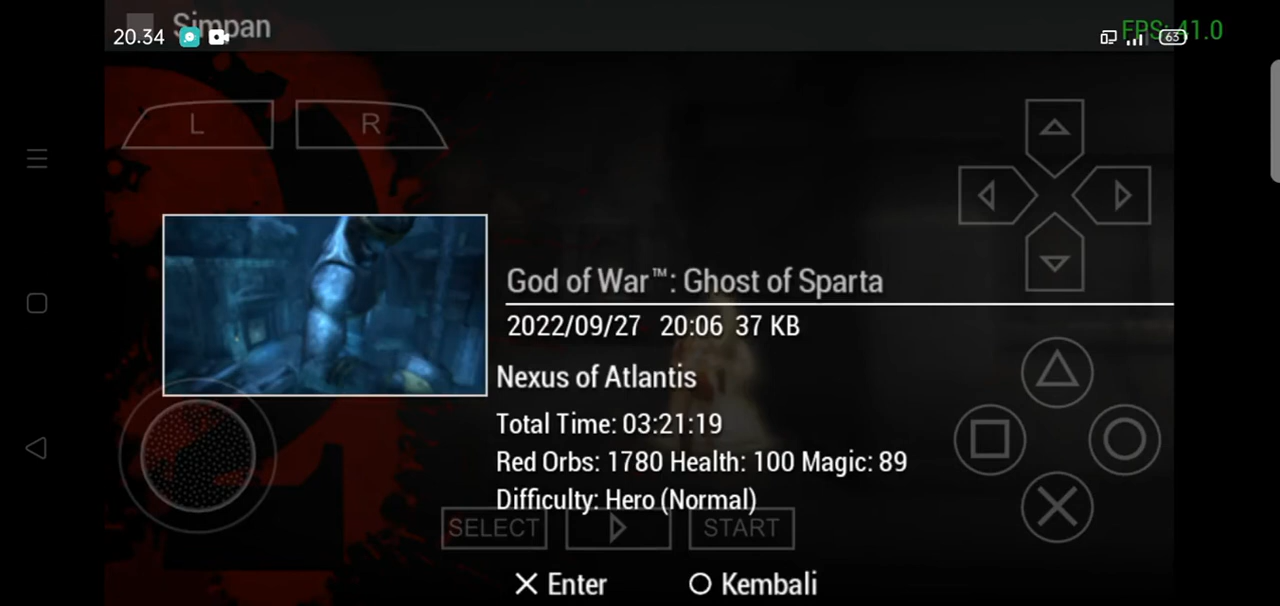 Simpan
20.34
FPS: 41.0
63
L
R
God of War™: Ghost of Sparta
2022/09/27 20:06 37 KB
Nexus of Atlantis
Total Time: 03:21:19
Red Orbs: 1780 Health: 100 Magic: 89
Difficulty: Hero (Normal)
SELECT
START
Enter
Kembali